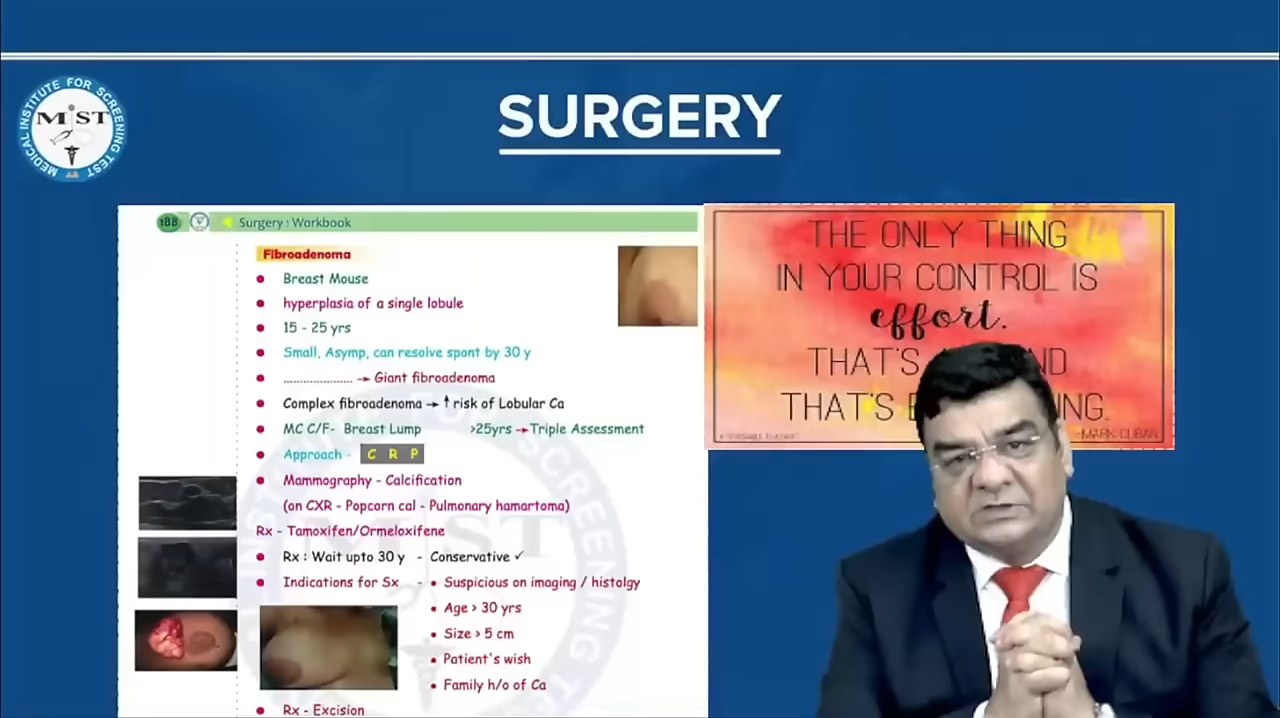 MEDICAL INSTITUTE FOR SCREENING TEST
MIST
SURGERY
188 Surgery : Workbook
Fibroadenoma
Breast Mouse
hyperplasia of a single lobule
15 - 25 yrs
Small, Asymp, can resolve spont by 30 y
..................... → Giant fibroadenoma
Complex fibroadenoma → ↑ risk of Lobular Ca
MC C/F- Breast Lump >25yrs → Triple Assessment
Approach - C R P
Mammography - Calcification
(on CXR - Popcorn cal - Pulmonary hamartoma)
Rx - Tamoxifen/Ormeloxifene
Rx : Wait upto 30 y - Conservative ✓
Indications for Sx - • Suspicious on imaging / histolgy
• Age > 30 yrs
• Size > 5 cm
• Patient's wish
• Family h/o of Ca
Rx - Excision
THE ONLY THING
IN YOUR CONTROL IS
effort.
THAT'S ND
THAT'S NG.
-MARK CUBAN